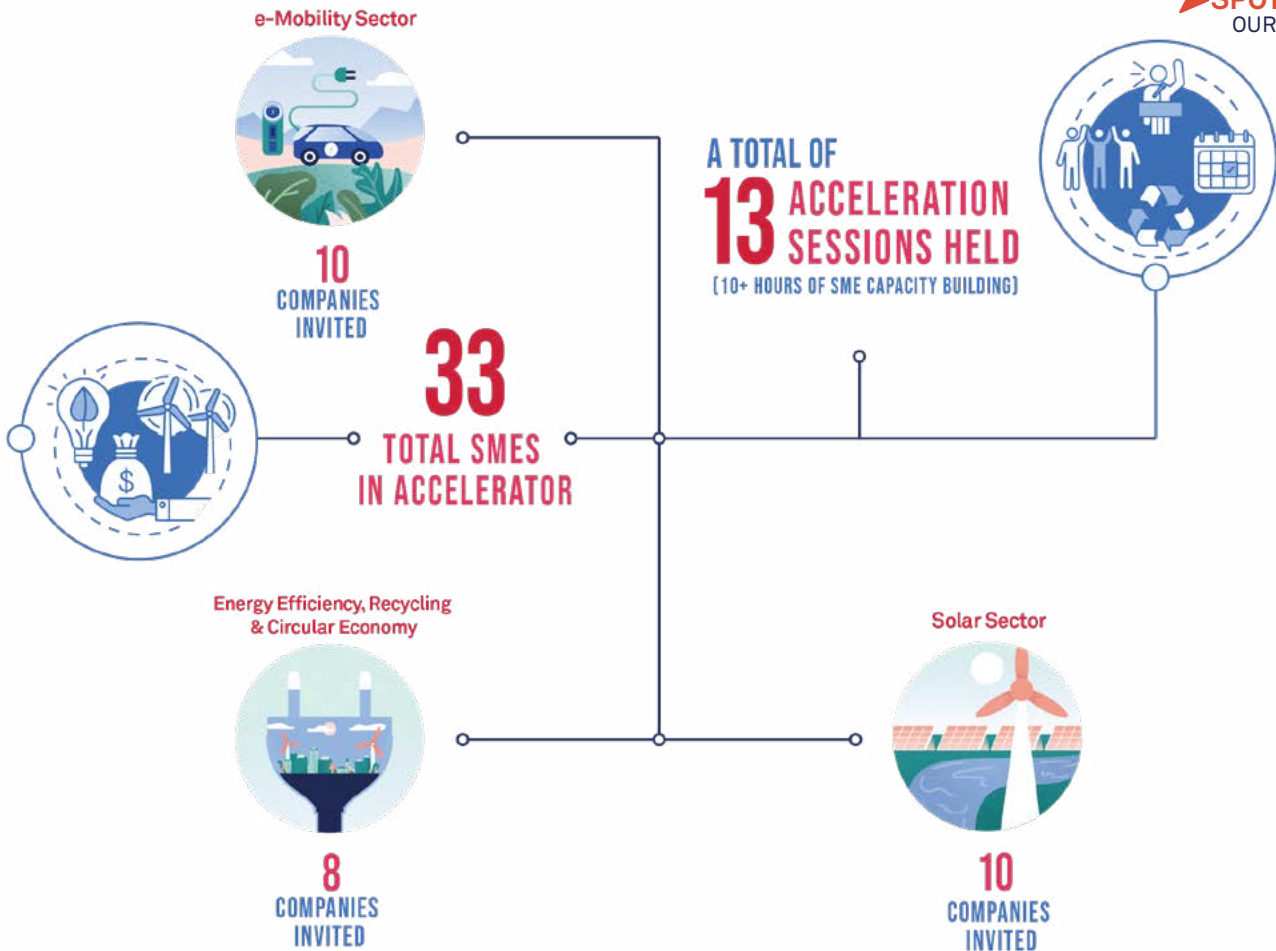 OUR
e-Mobility Sector
10
COMPANIES
INVITED
A TOTAL OF
13 ACCELERATION
SESSIONS HELD
(10+ HOURS OF SME CAPACITY BUILDING)
33
TOTAL SMES
IN ACCELERATOR
$
Energy Efficiency, Recycling
& Circular Economy
8
COMPANIES
INVITED
Solar Sector
10
COMPANIES
INVITED